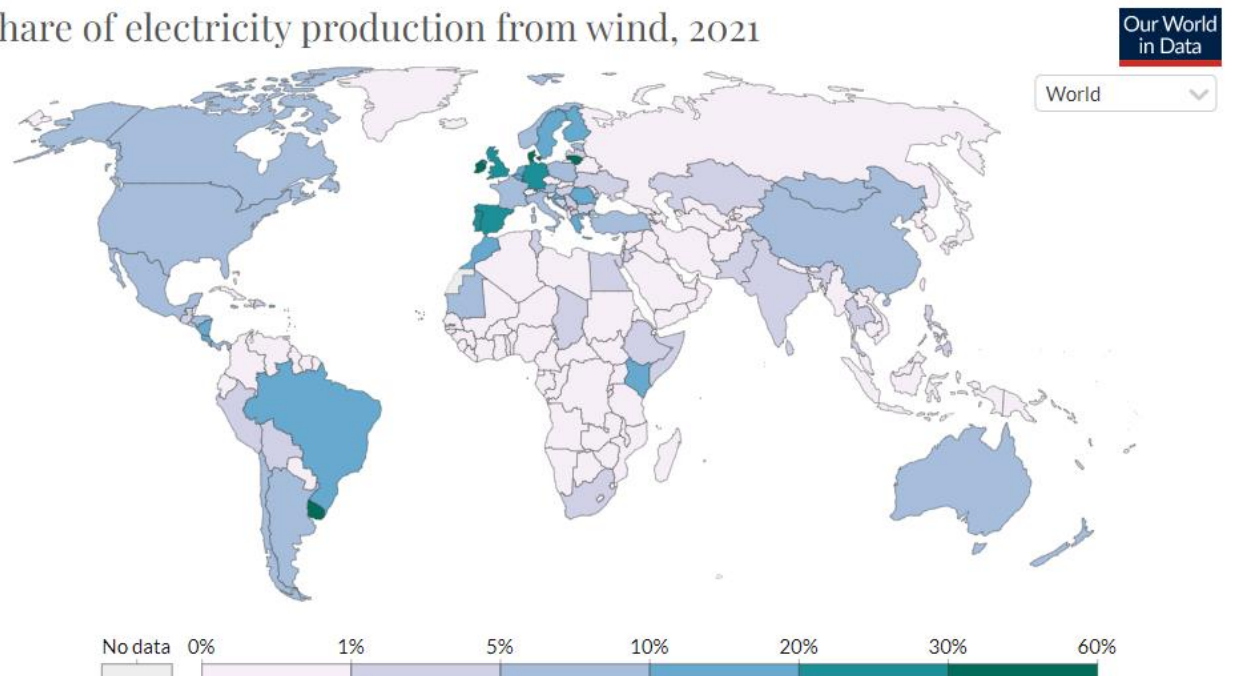 hare of electricity production from wind, 2021
Our World
in Data
World
No data 0% 1% 5% 10% 20% 30% 60%